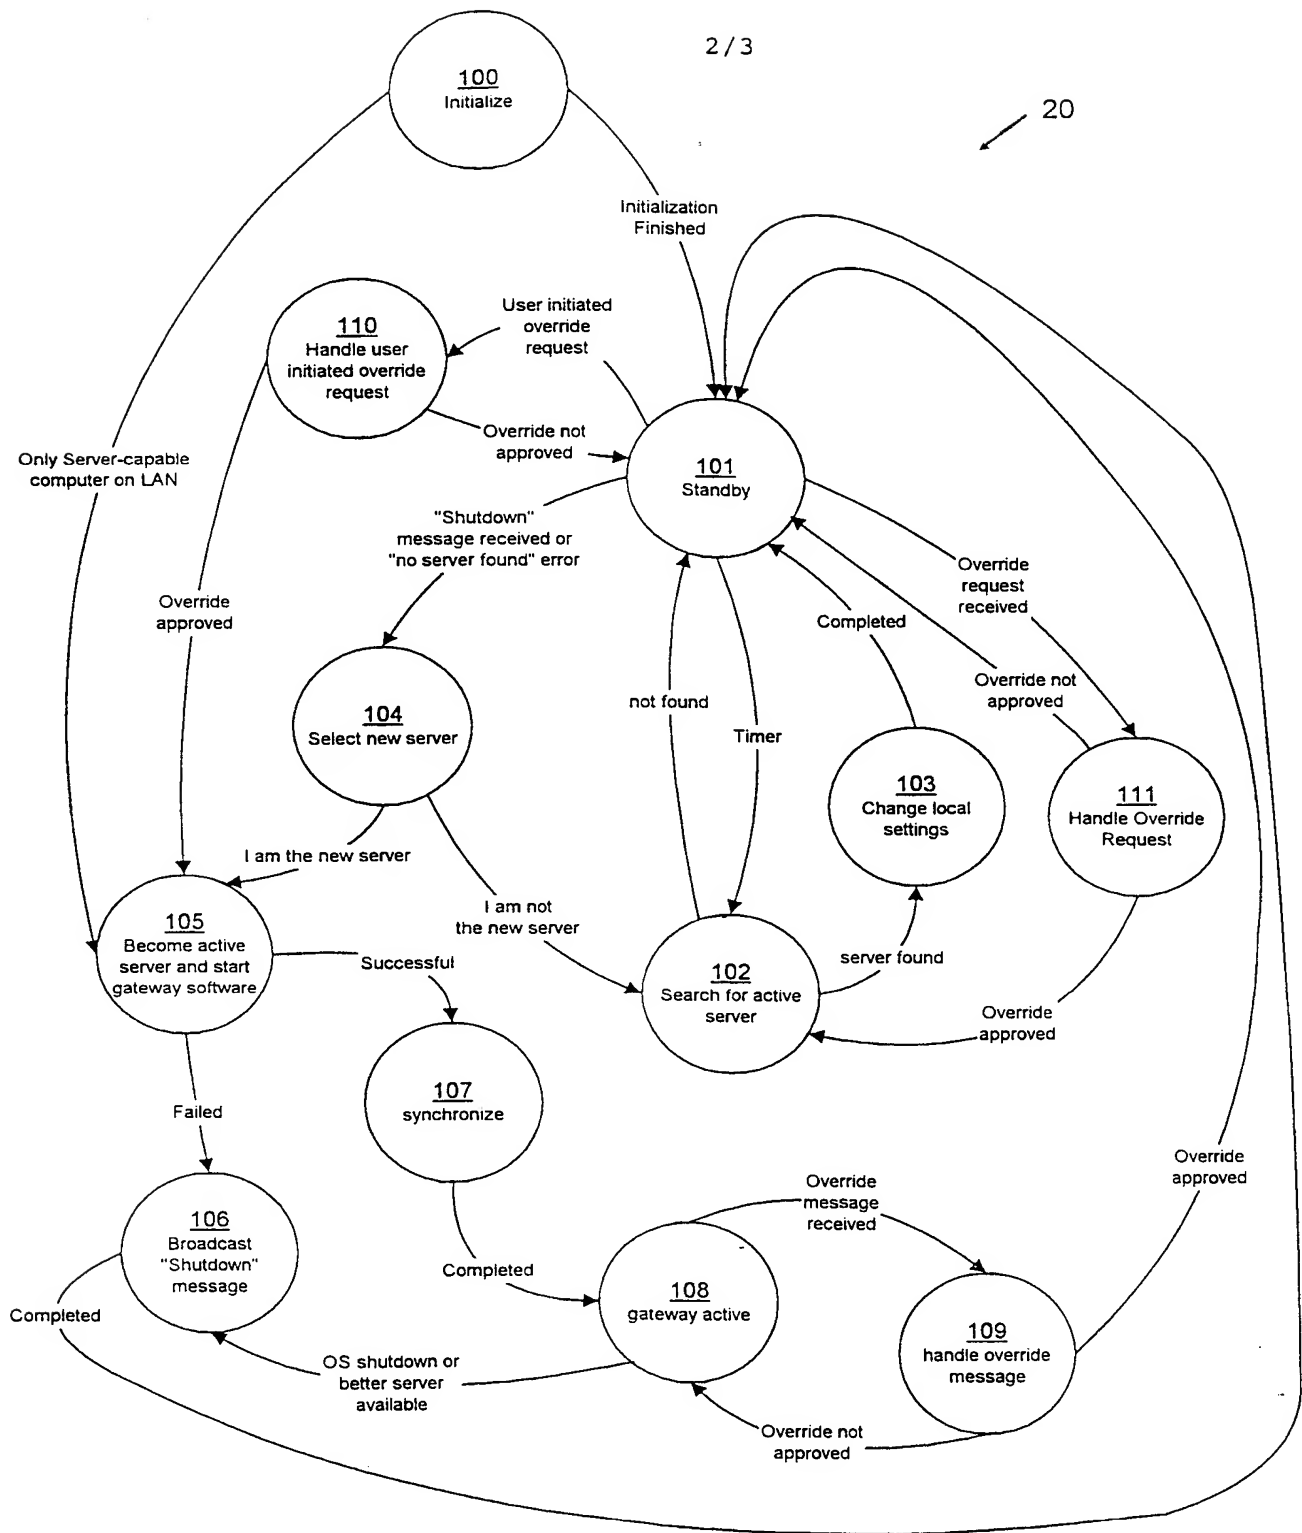 2/3
100
Initialize
20
Initialization
Finished
User initiated
override
request
110
Handle user
initiated override
request
Override not
approved
Only Server-capable
computer on LAN
101
Standby
"Shutdown"
message received or
"no server found" error
Override
request
received
Override
approved
Completed
Override not
approved
104
Select new server
not found
Timer
103
Change local
settings
111
Handle Override
Request
I am the new server
I am not
the new server
105
Become active
server and start
gateway software
Successful
102
Search for active
server
server found
Override
approved
107
synchronize
Failed
Override
approved
106
Broadcast
"Shutdown"
message
Override
message
received
Completed
108
gateway active
Completed
109
handle override
message
OS shutdown or
better server
available
Override not
approved